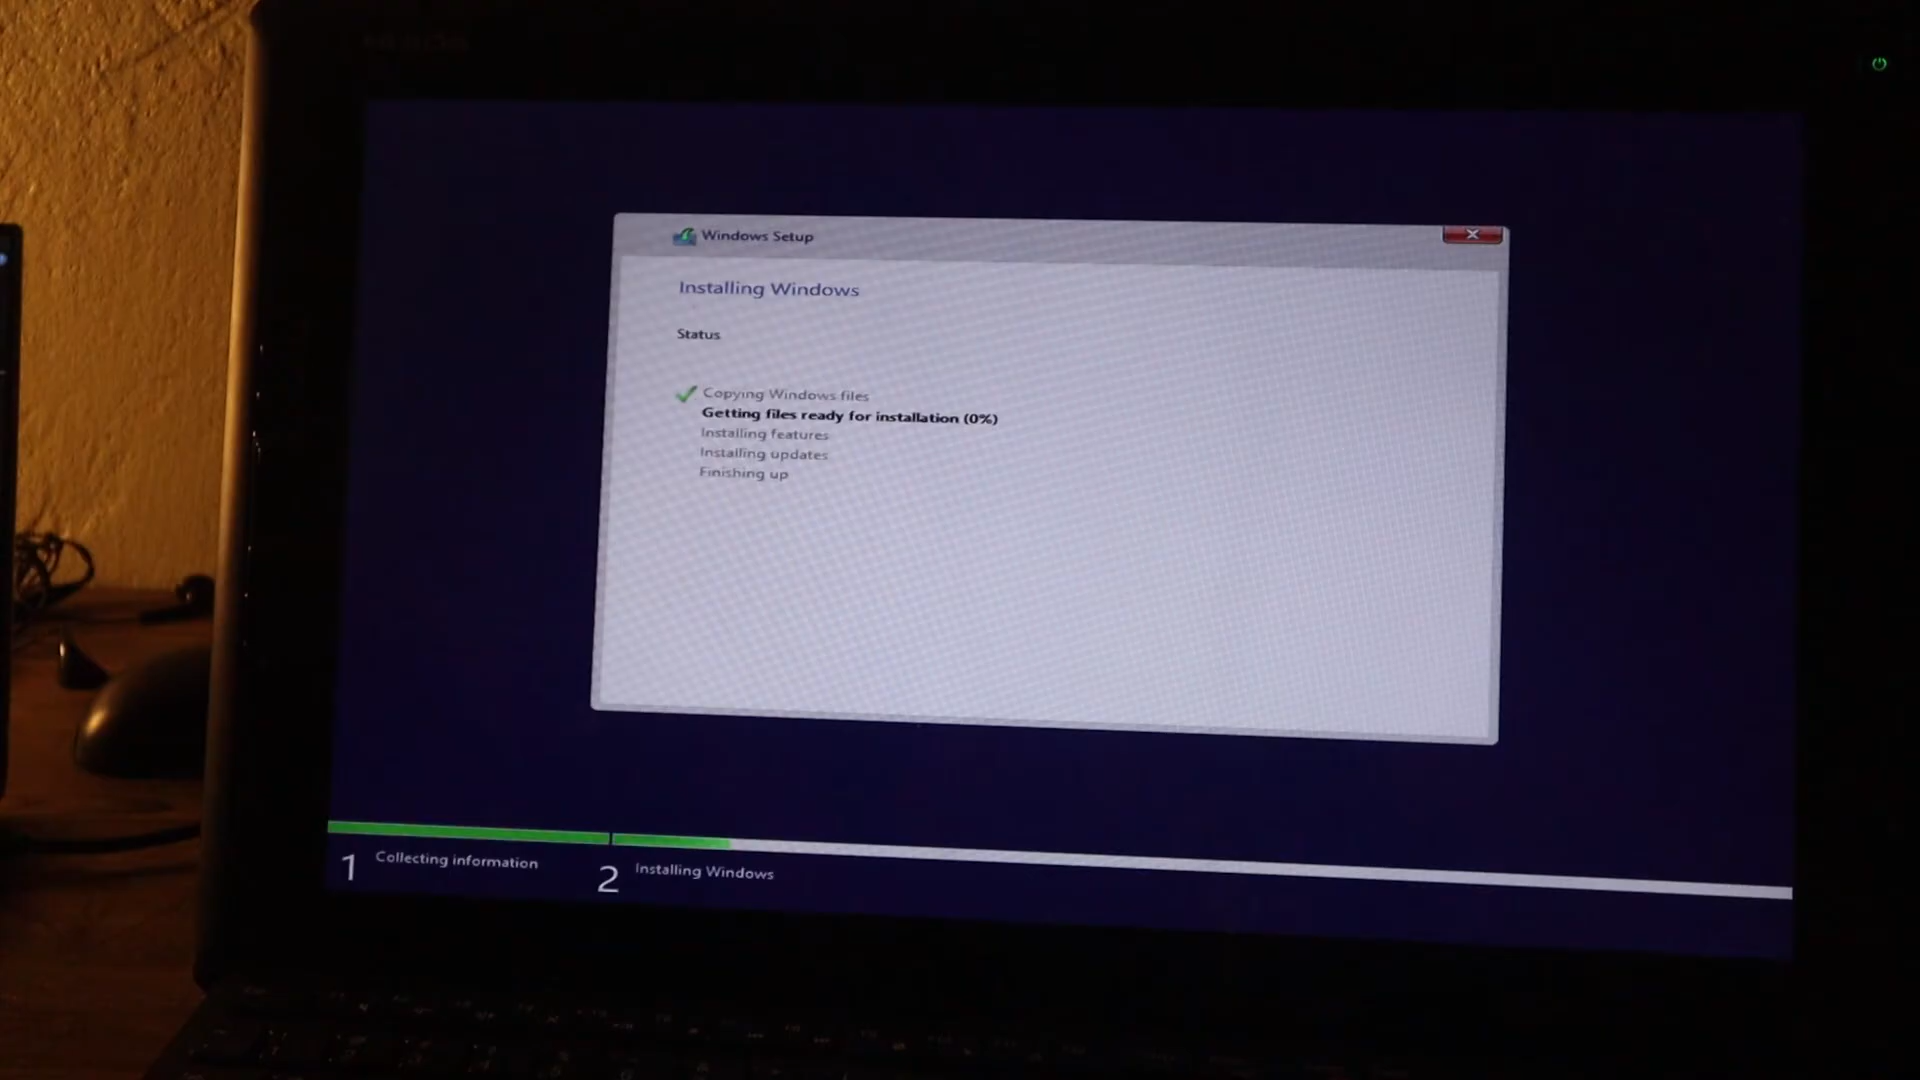 Windows Setup
Installing Windows
Status
Copying Windows files
Getting files ready for installation (0%)
Installing features
Installing updates
Finishing up
1 Collecting information
2 Installing Windows